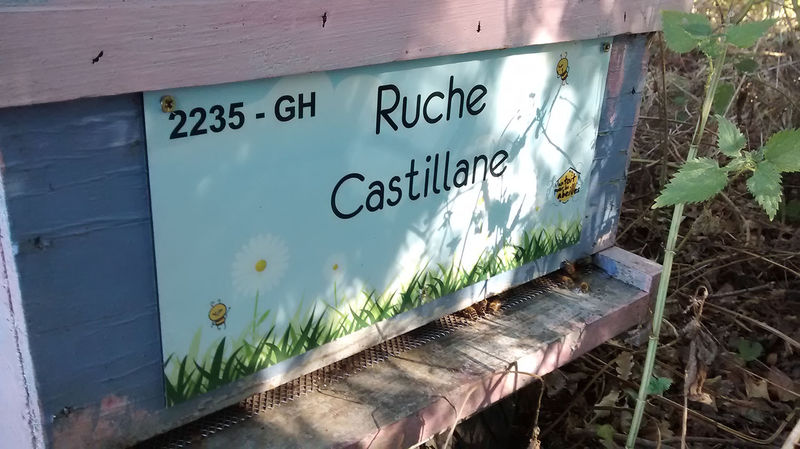 2235 - GH
Ruche
Castillane